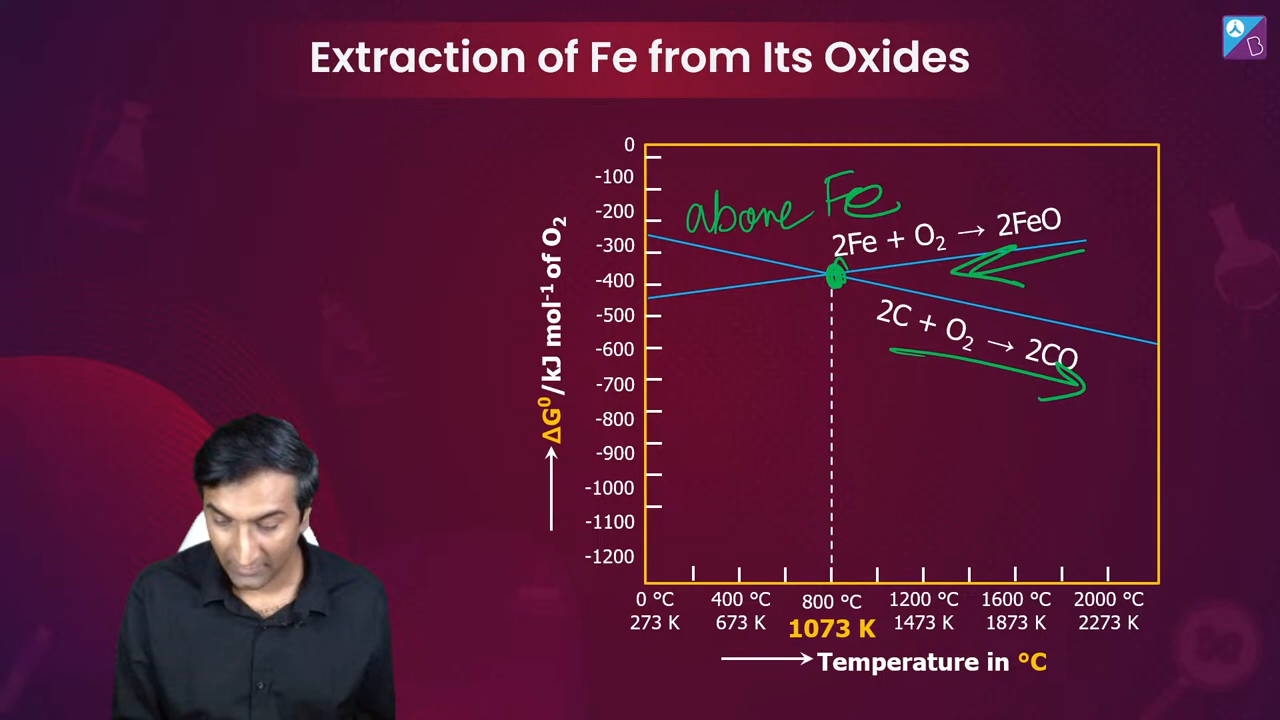 Extraction of Fe from Its Oxides
B
0
-100
-200
-300
-400
-500
-600
-700
-800
-900
-1000
-1100
-1200
ΔG⁰/kJ mol⁻¹ of O₂
above Fe
2Fe + O₂ → 2FeO
2C + O₂ → 2CO
0 °C 400 °C 800 °C 1200 °C 1600 °C 2000 °C
273 K 673 K 1073 K 1473 K 1873 K 2273 K
Temperature in °C